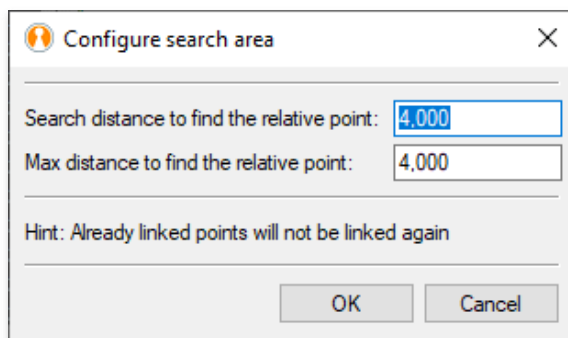 Configure search area
Search distance to find the relative point: 4,000
Max distance to find the relative point: 4,000
Hint: Already linked points will not be linked again
OK Cancel